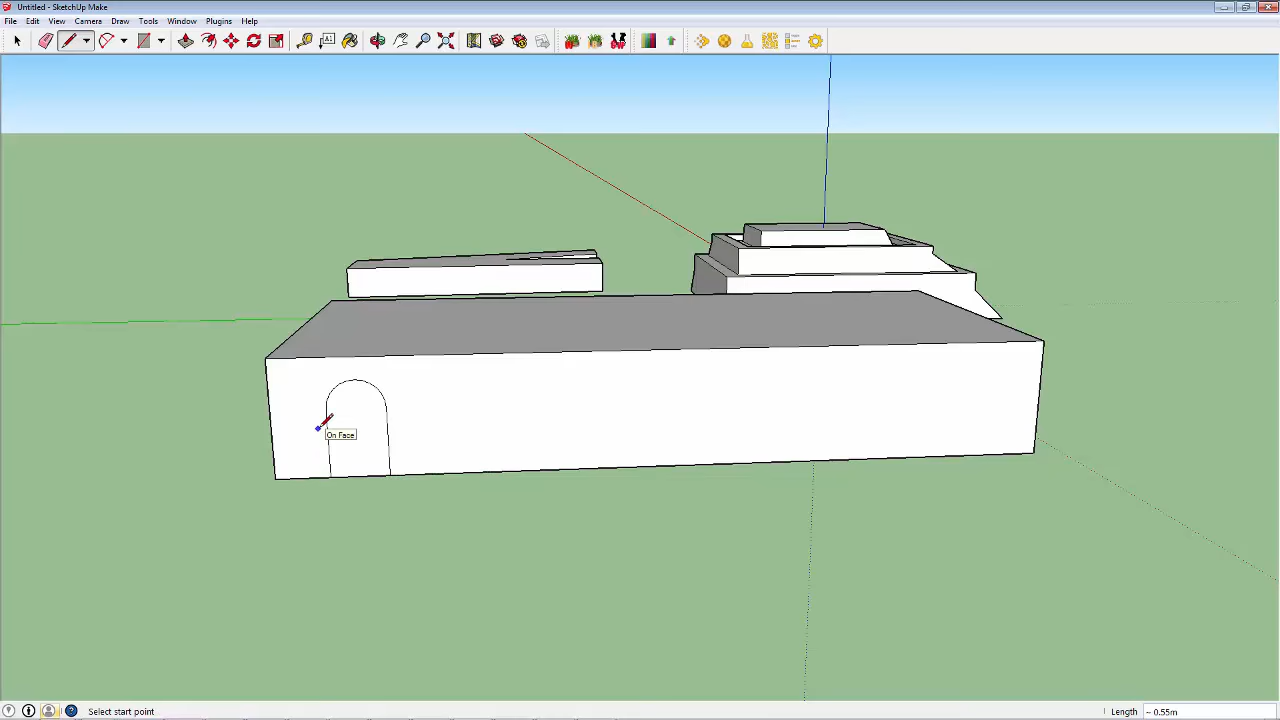 Untitled - SketchUp Make
File Edit View Camera Draw Tools Window Plugins Help
On Face
Select start point Length ~ 0.55m